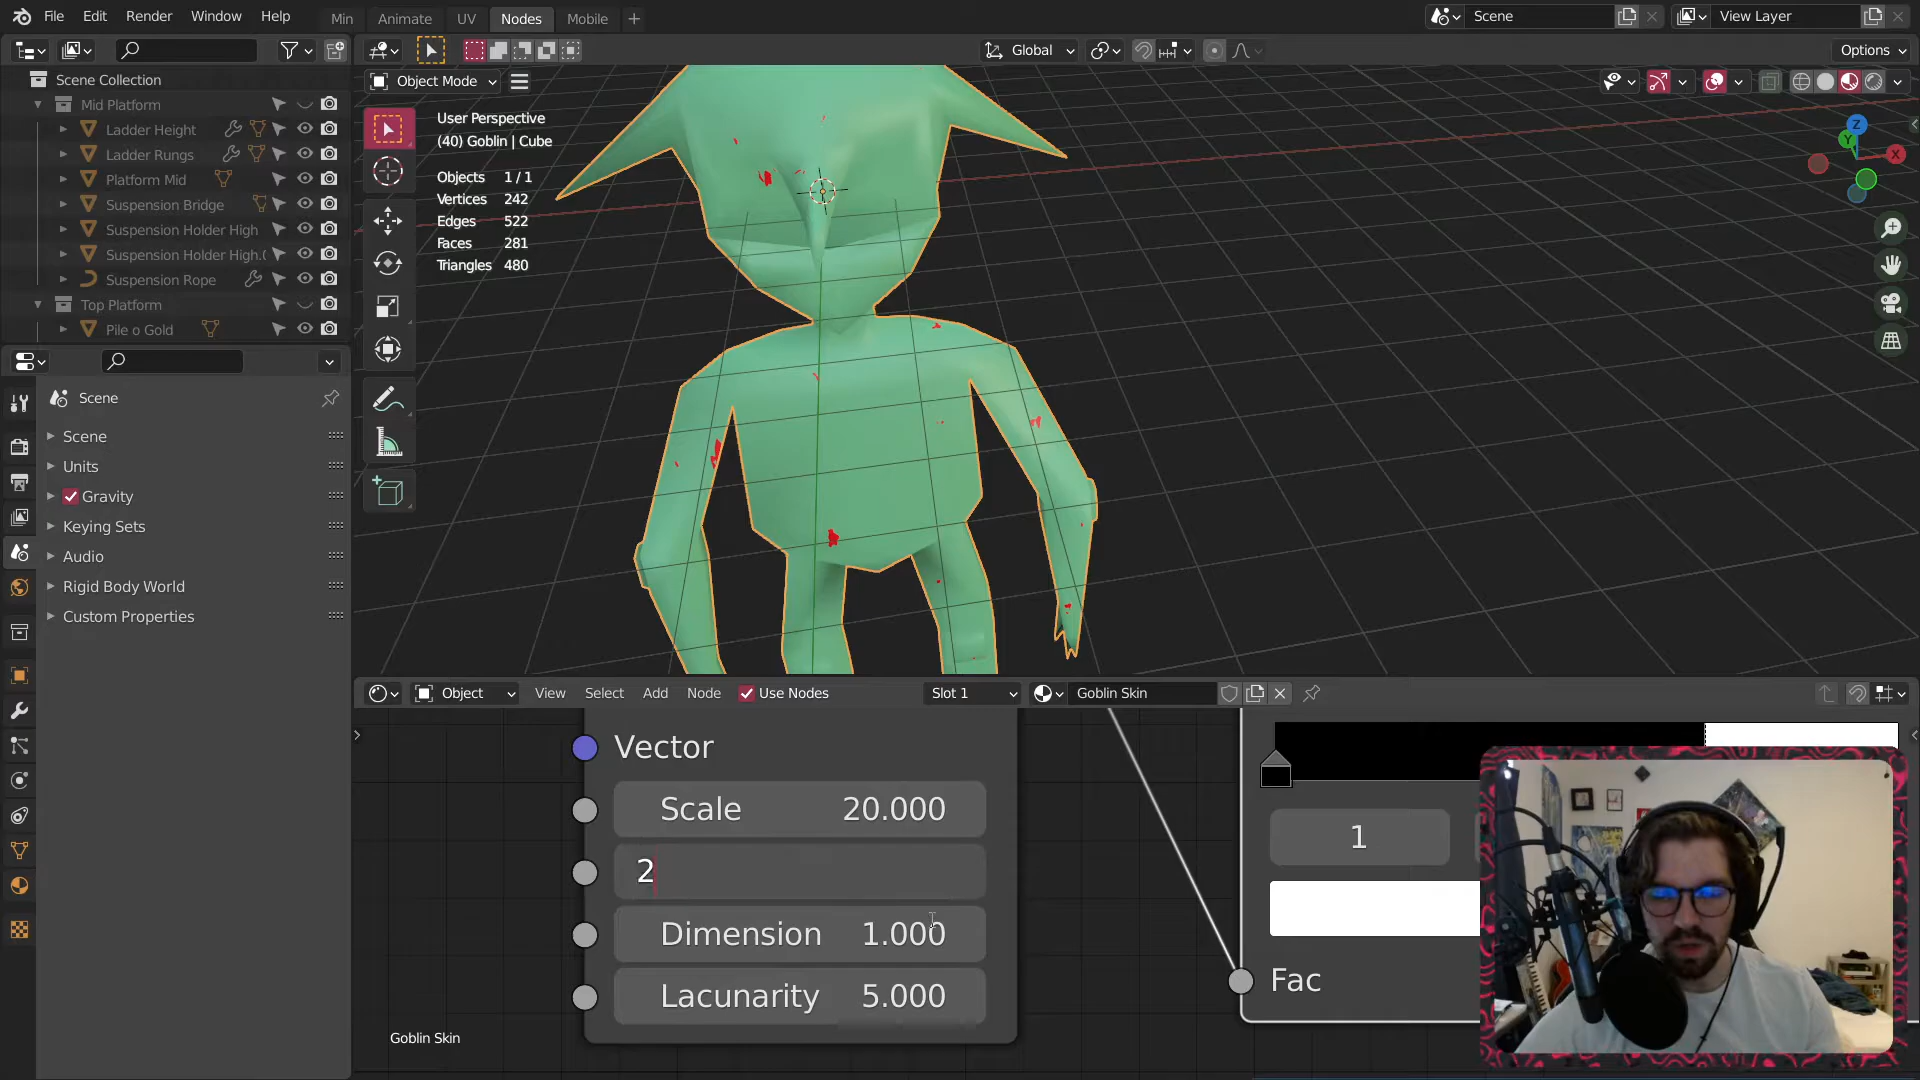 File Edit Render Window Help Min Animate UV Nodes Mobile + Scene View Layer
Global Options
Scene Collection
Object Mode
Mid Platform
Ladder Height
Ladder Rungs
Platform Mid
Suspension Bridge
Suspension Holder High
Suspension Holder High.(
Suspension Rope
Top Platform
Pile o Gold
User Perspective
(40) Goblin | Cube
Objects 1 / 1
Vertices 242
Edges 522
Faces 281
Triangles 480
Z
Y
X
Scene
Scene
Units
Gravity
Keying Sets
Audio
Rigid Body World
Custom Properties
Object View Select Add Node Use Nodes Slot 1 Goblin Skin
Vector
Scale 20.000
2
Dimension 1.000
Lacunarity 5.000
1
Fac
Goblin Skin